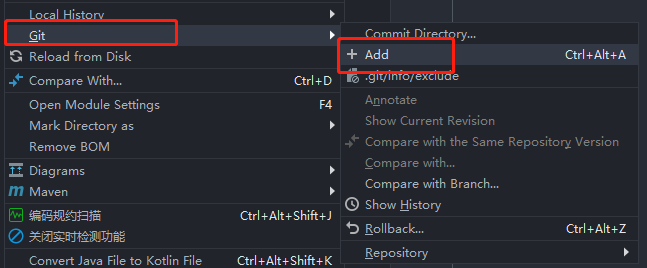 Local History
Git
Reload from Disk
Compare With... Ctrl+D
Open Module Settings F4
Mark Directory as
Remove BOM
Diagrams
Maven
编码规约扫描 Ctrl+Alt+Shift+J
关闭实时检测功能
Convert Java File to Kotlin File Ctrl+Alt+Shift+K
Commit Directory...
Add Ctrl+Alt+A
.git/info/exclude
Annotate
Show Current Revision
Compare with the Same Repository Version
Compare with...
Compare with Branch...
Show History
Rollback... Ctrl+Alt+Z
Repository